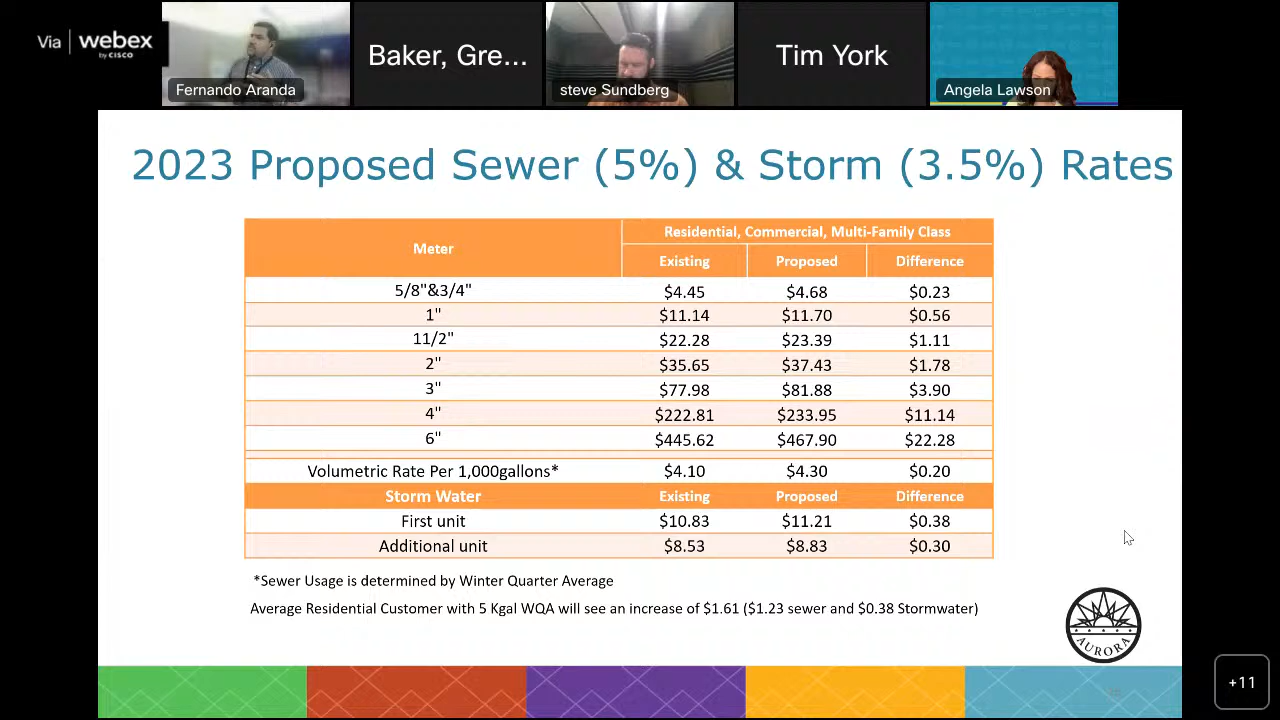 Via | webex
by CISCO
Fernando Aranda
Baker, Gre...
steve Sundberg
Tim York
Angela Lawson
2023 Proposed Sewer (5%) & Storm (3.5%) Rates
Meter Residential, Commercial, Multi-Family Class
Existing Proposed Difference
5/8"&3/4" $4.45 $4.68 $0.23
1" $11.14 $11.70 $0.56
11/2" $22.28 $23.39 $1.11
2" $35.65 $37.43 $1.78
3" $77.98 $81.88 $3.90
4" $222.81 $233.95 $11.14
6" $445.62 $467.90 $22.28
Volumetric Rate Per 1,000gallons* $4.10 $4.30 $0.20
Storm Water Existing Proposed Difference
First unit $10.83 $11.21 $0.38
Additional unit $8.53 $8.83 $0.30
*Sewer Usage is determined by Winter Quarter Average
Average Residential Customer with 5 Kgal WQA will see an increase of $1.61 ($1.23 sewer and $0.38 Stormwater)
AURORA
+11